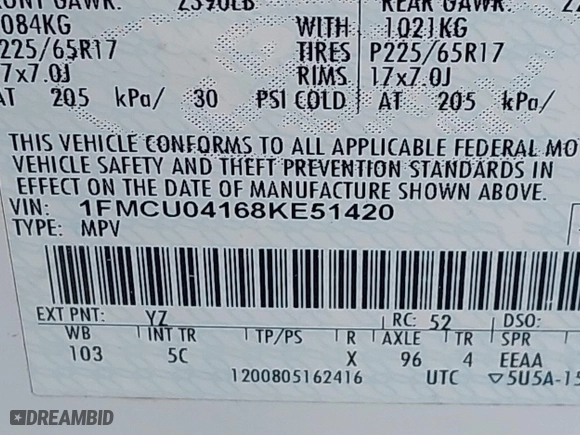 2390LB REAR GAWR:
084KG WITH 1021KG
P225/65R17 TIRES P225/65R17
17x7.0J RIMS 17x7.0J
AT 205 kPa/ 30 PSI COLD AT 205 kPa/
THIS VEHICLE CONFORMS TO ALL APPLICABLE FEDERAL MO
VEHICLE SAFETY AND THEFT PREVENTION STANDARDS IN
EFFECT ON THE DATE OF MANUFACTURE SHOWN ABOVE.
VIN: 1FMCU04168KE51420
TYPE: MPV
EXT PNT: YZ RC: 52 DSO:
WB INT TR TP/PS R AXLE TR SPR
103 5C X 96 4 EEAA
1200805162416 UTC ▽5U5A-15
DREAMBID